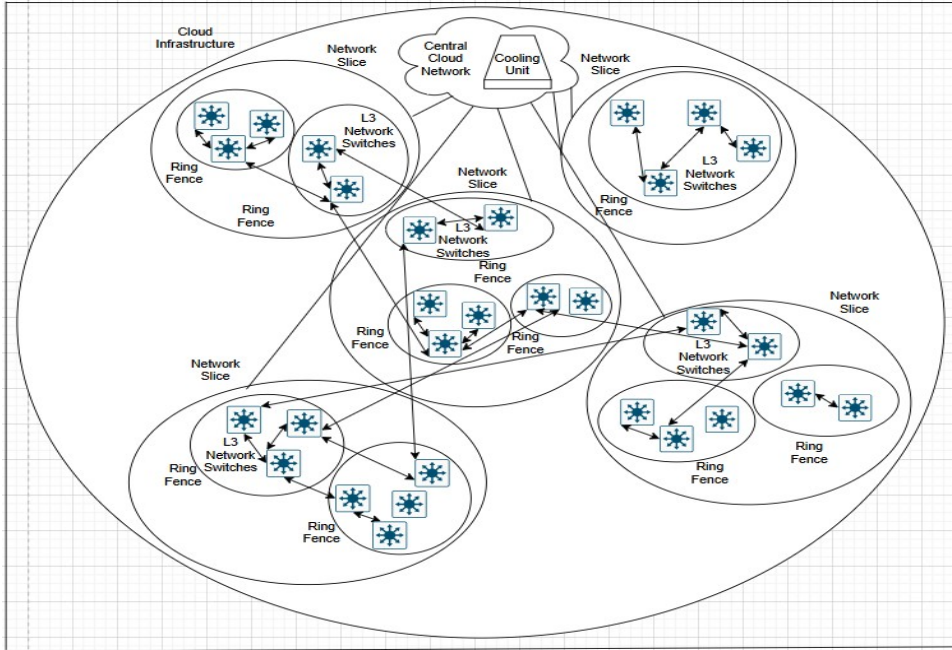 Cloud
Infrastructure
Network
Slice
Central
Cloud
Network
Cooling
Unit
Network
Slice
L3
Network
Switches
Ring
Fence
Ring
Fence
L3
Network
Switches
Ring
Fence
Network
Slice
L3
Network
Switches
Ring
Fence
Ring
Fence
Ring
Fence
Network
Slice
L3
Network
Switches
Ring
Fence
Ring
Fence
Network
Slice
L3
Network
Switches
Ring
Fence
Ring
Fence